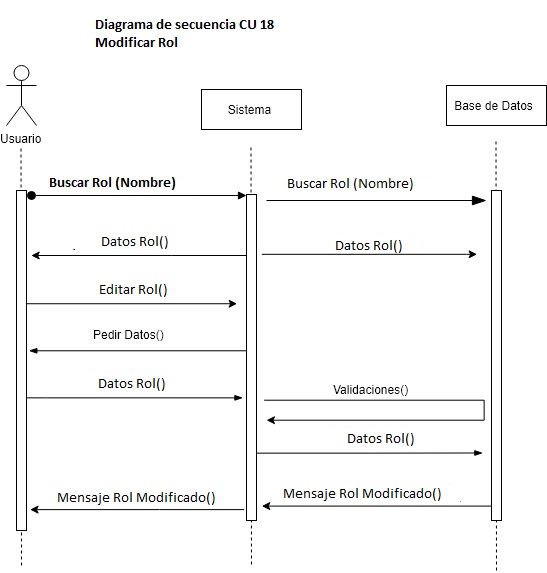 Diagrama de secuencia CU 18
Modificar Rol
Usuario
Sistema
Base de Datos
Buscar Rol (Nombre)
Buscar Rol (Nombre)
Datos Rol()
Datos Rol()
Editar Rol()
Pedir Datos()
Datos Rol()
Validaciones()
Datos Rol()
Mensaje Rol Modificado()
Mensaje Rol Modificado()